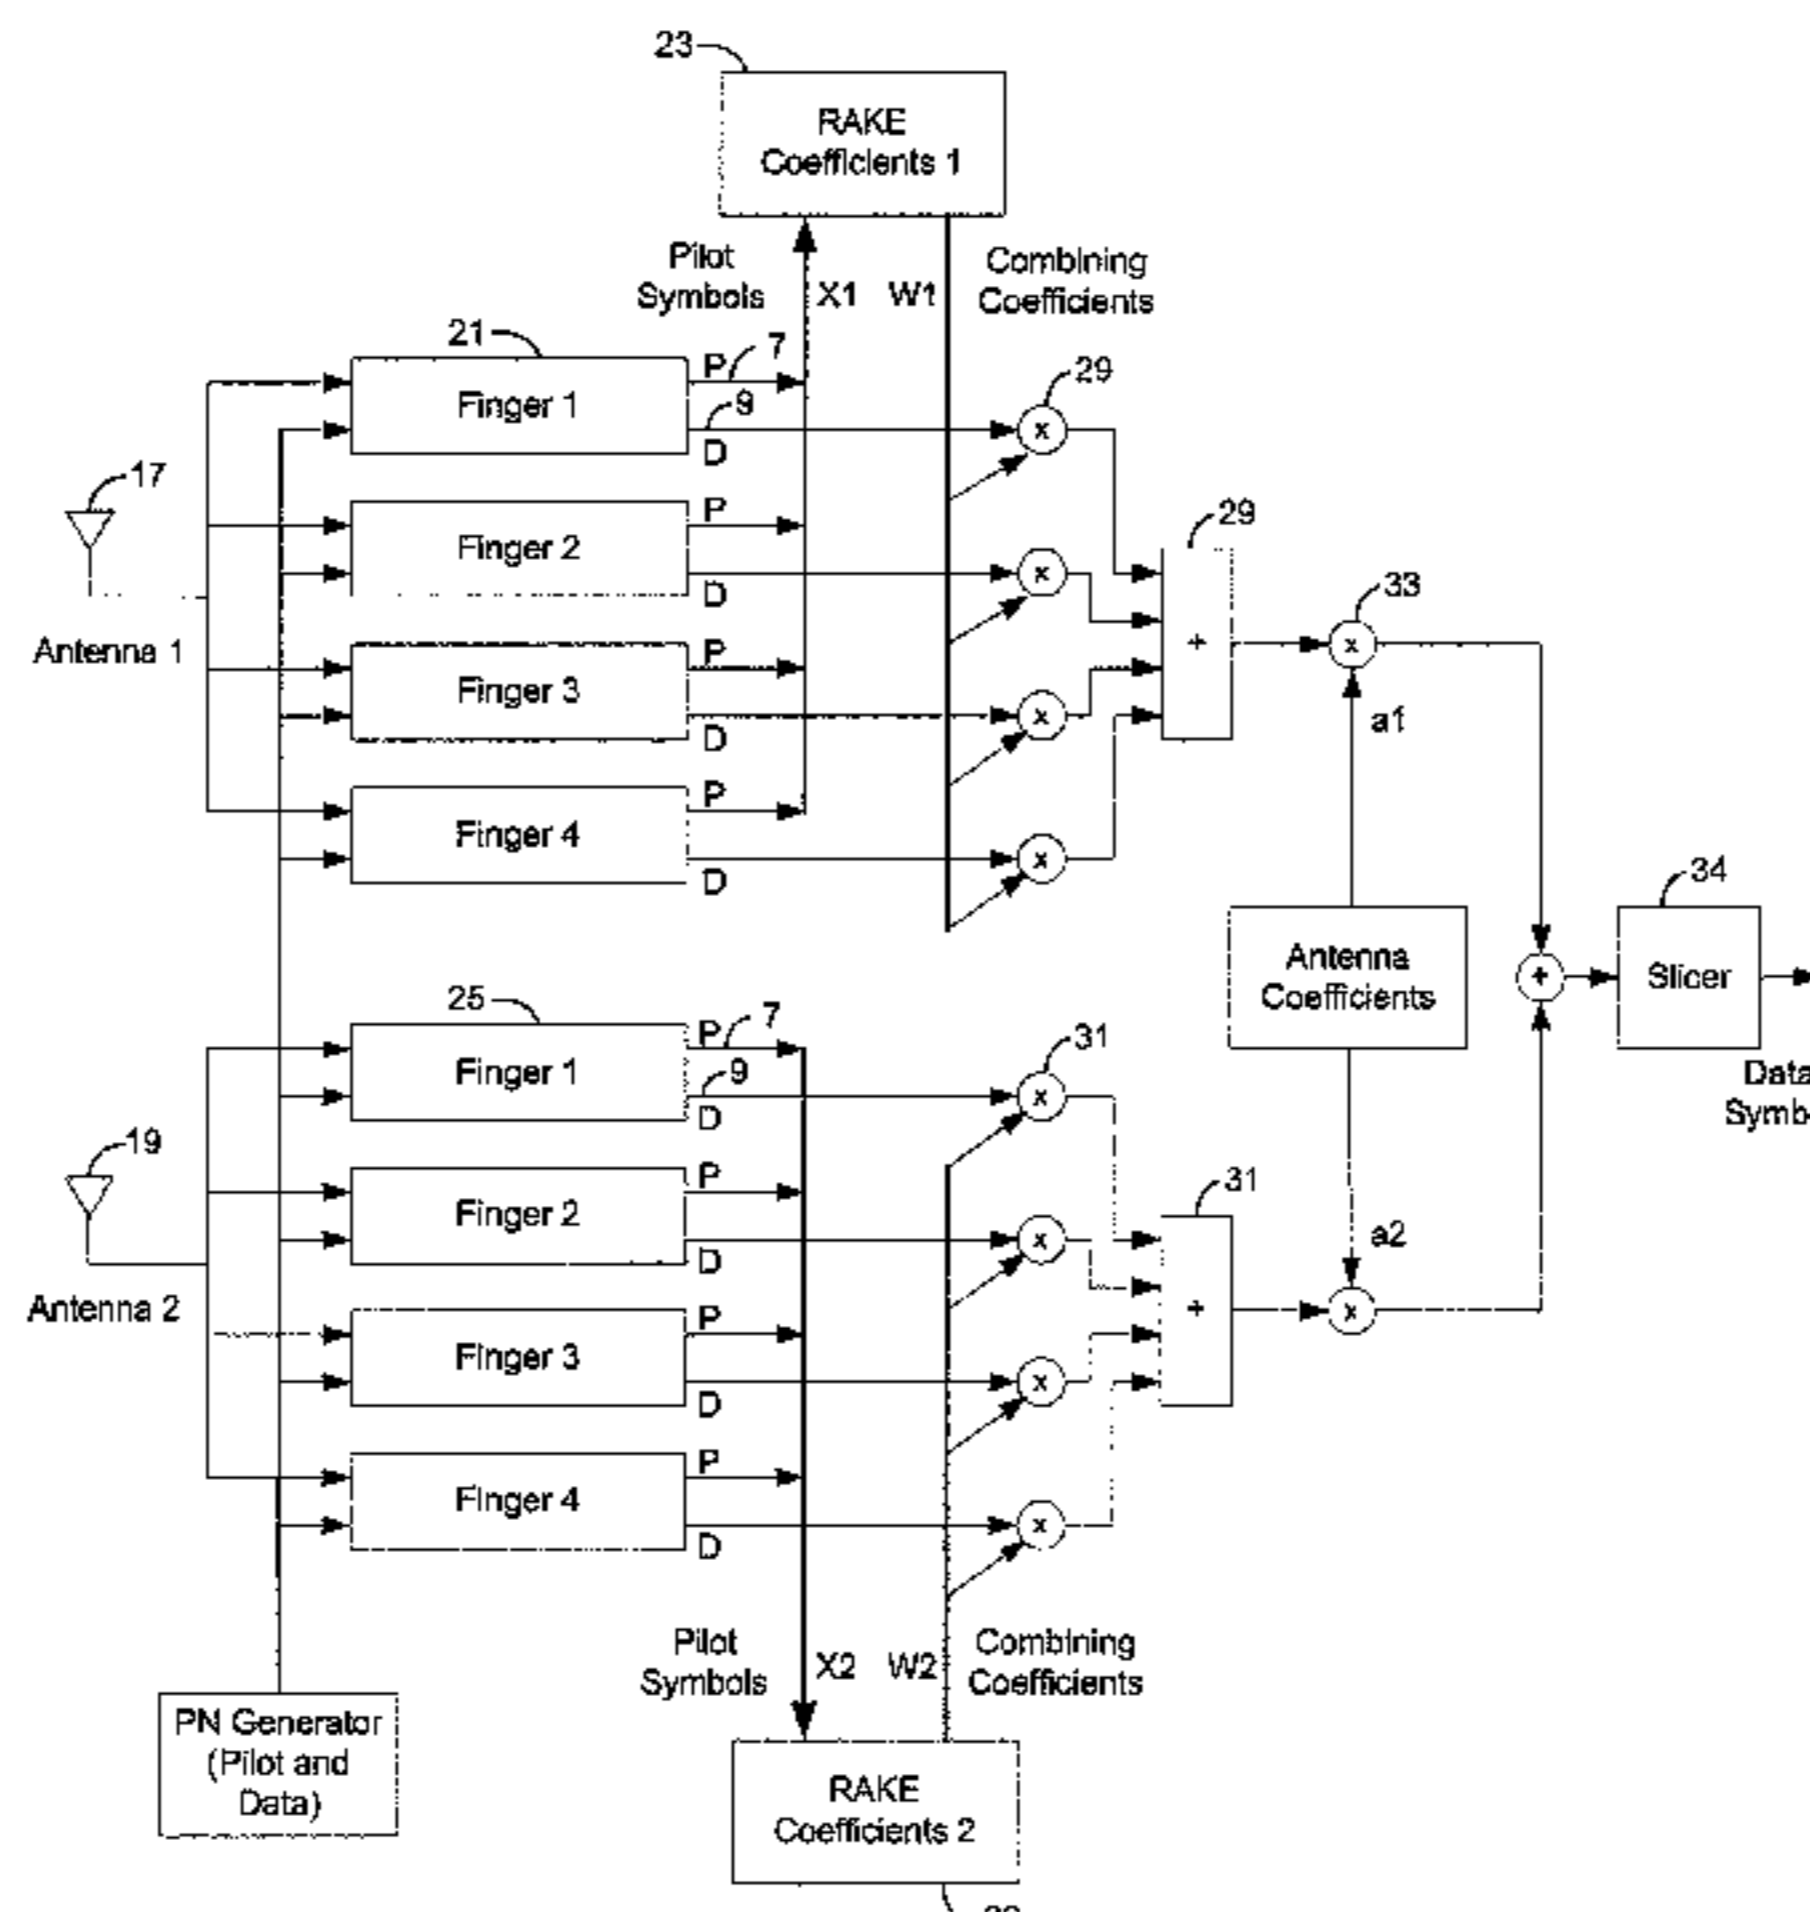 23
RAKE
Coefficients 1
Pilot
Symbols
X1
W1
Combining
Coefficients
21
Finger 1
P
7
9
D
29
x
17
Antenna 1
Finger 2
P
D
x
29
+
33
x
a1
Finger 3
P
D
x
Finger 4
P
D
x
34
Antenna
Coefficients
+
Slicer
25
Finger 1
P
7
9
D
31
x
Data
19
Antenna 2
Finger 2
P
D
x
31
+
a2
x
Finger 3
P
D
x
Finger 4
P
D
x
Pilot
Symbols
X2
W2
Combining
Coefficients
PN Generator
(Pilot and
Data)
RAKE
Coefficients 2